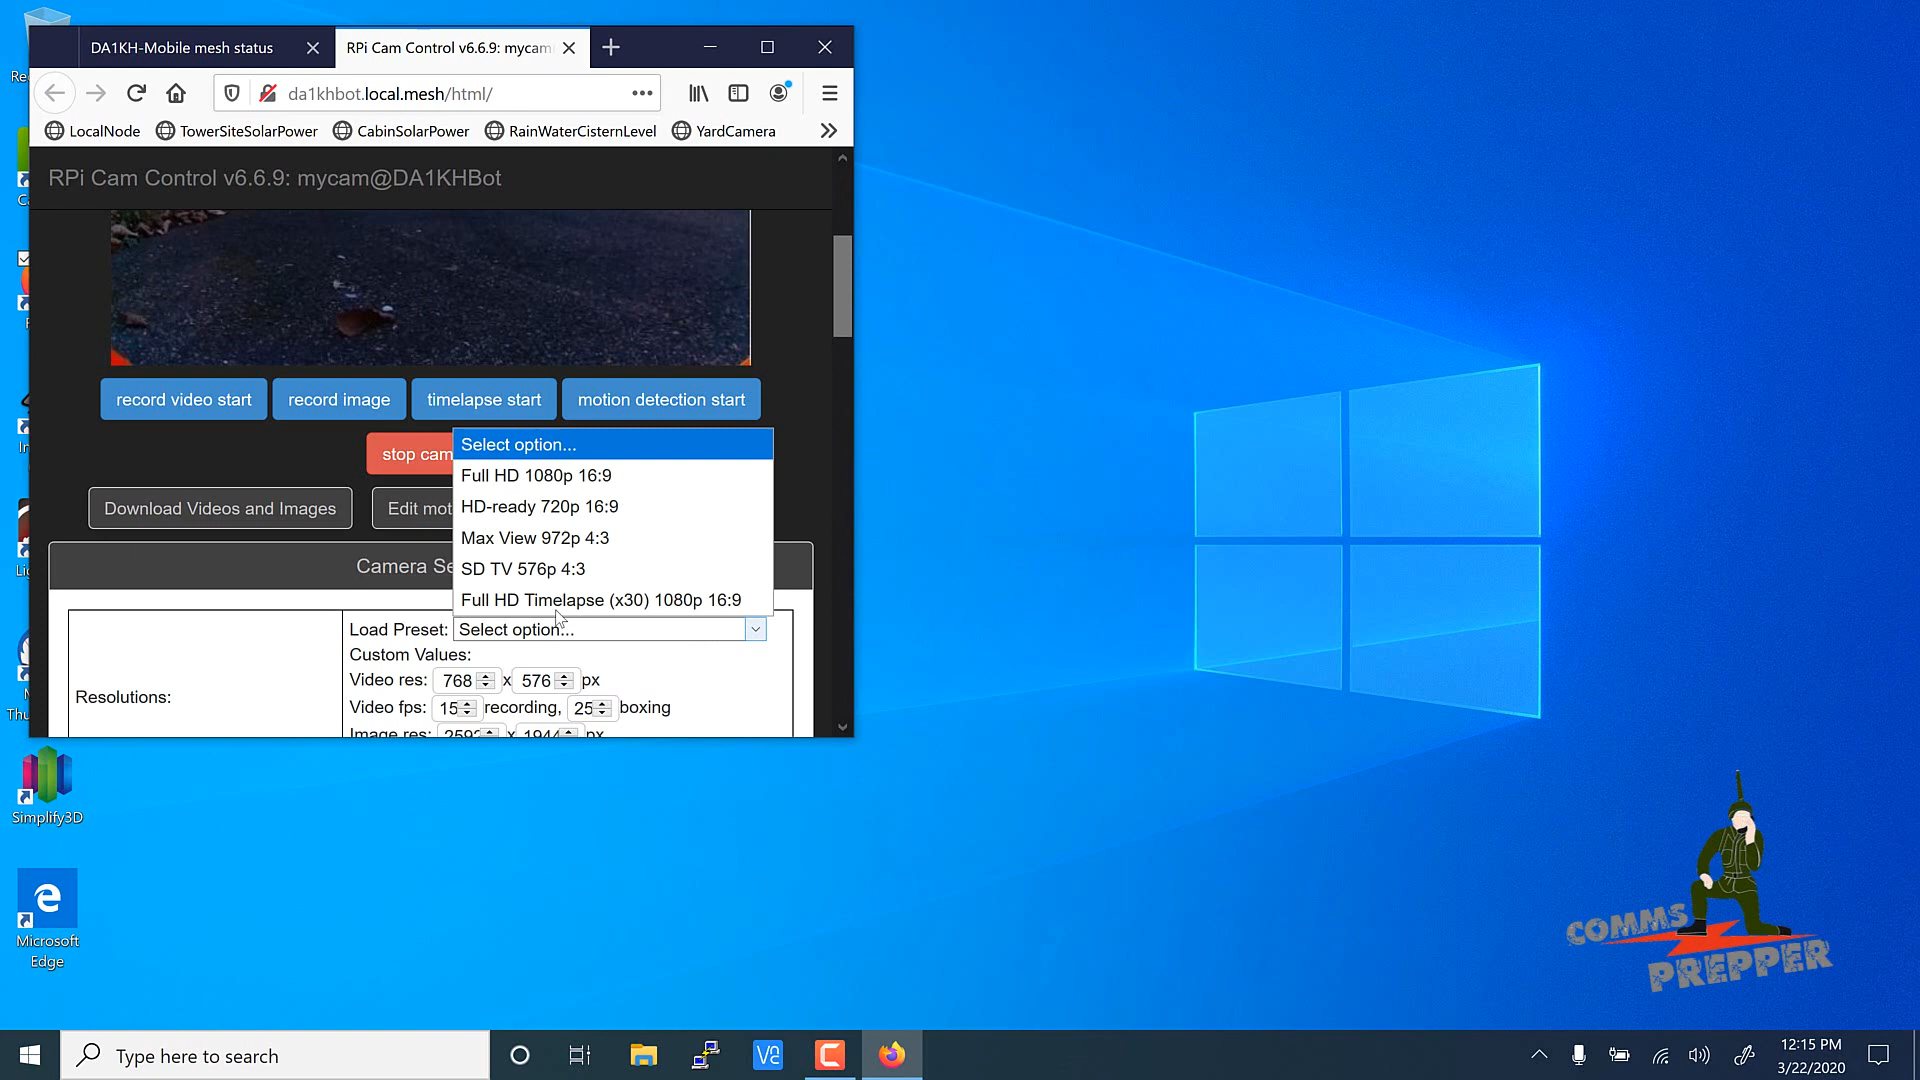 DA1KH-Mobile mesh status
RPi Cam Control v6.6.9: mycam
da1khbot.local.mesh/html/
LocalNode
TowerSiteSolarPower
CabinSolarPower
RainWaterCisternLevel
YardCamera
RPi Cam Control v6.6.9: mycam@DA1KHBot
record video start
record image
timelapse start
motion detection start
stop cam
Select option...
Full HD 1080p 16:9
HD-ready 720p 16:9
Max View 972p 4:3
SD TV 576p 4:3
Full HD Timelapse (x30) 1080p 16:9
Download Videos and Images
Edit mot
Camera Se
Resolutions:
Load Preset: Select option...
Custom Values:
Video res: 768 x 576 px
Video fps: 15 recording, 25 boxing
Image res: 2592 x 1944 px
Simplify3D
Microsoft
Edge
COMMS
PREPPER
Type here to search
12:15 PM
3/22/2020